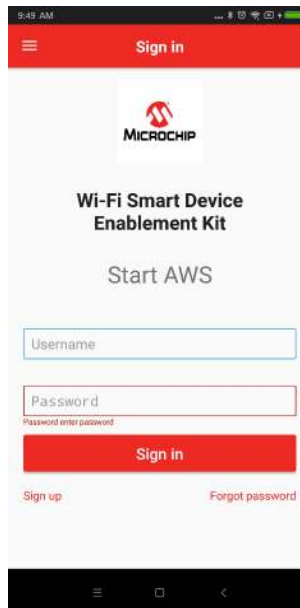 9:49 AM
Sign in
MICROCHIP
Wi-Fi Smart Device
Enablement Kit
Start AWS
Username
Password
Password enter password
Sign in
Sign up Forgot password